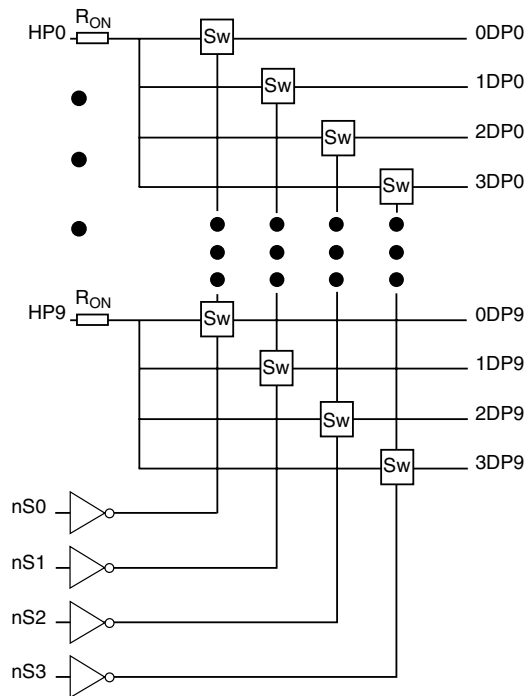 HP0 RON Sw 0DP0
Sw 1DP0
Sw 2DP0
Sw 3DP0
HP9 RON Sw 0DP9
Sw 1DP9
Sw 2DP9
Sw 3DP9
nS0
nS1
nS2
nS3